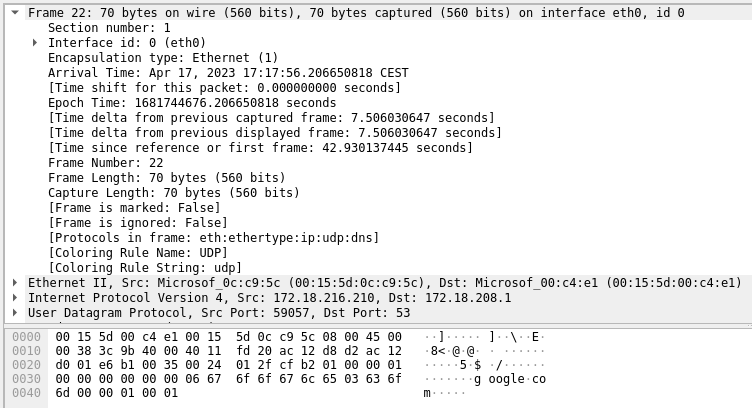 Frame 22: 70 bytes on wire (560 bits), 70 bytes captured (560 bits) on interface eth0, id 0
Section number: 1
Interface id: 0 (eth0)
Encapsulation type: Ethernet (1)
Arrival Time: Apr 17, 2023 17:17:56.206650818 CEST
[Time shift for this packet: 0.000000000 seconds]
Epoch Time: 1681744676.206650818 seconds
[Time delta from previous captured frame: 7.506030647 seconds]
[Time delta from previous displayed frame: 7.506030647 seconds]
[Time since reference or first frame: 42.930137445 seconds]
Frame Number: 22
Frame Length: 70 bytes (560 bits)
Capture Length: 70 bytes (560 bits)
[Frame is marked: False]
[Frame is ignored: False]
[Protocols in frame: eth:ethertype:ip:udp:dns]
[Coloring Rule Name: UDP]
[Coloring Rule String: udp]
Ethernet II, Src: Microsof_0c:c9:5c (00:15:5d:0c:c9:5c), Dst: Microsof_00:c4:e1 (00:15:5d:00:c4:e1)
Internet Protocol Version 4, Src: 172.18.216.210, Dst: 172.18.208.1
User Datagram Protocol, Src Port: 59057, Dst Port: 53
0000 00 15 5d 00 c4 e1 00 15 5d 0c c9 5c 08 00 45 00 ··]····· ]··\··E·
0010 00 38 3c 9b 40 00 40 11 fd 20 ac 12 d8 d2 ac 12 ·8<·@·@· · ······
0020 d0 01 e6 b1 00 35 00 24 01 2f cf b2 01 00 00 01 ·····5·$ ·/······
0030 00 00 00 00 00 00 06 67 6f 6f 67 6c 65 03 63 6f ·······g oogle·co
0040 6d 00 00 01 00 01 m·····